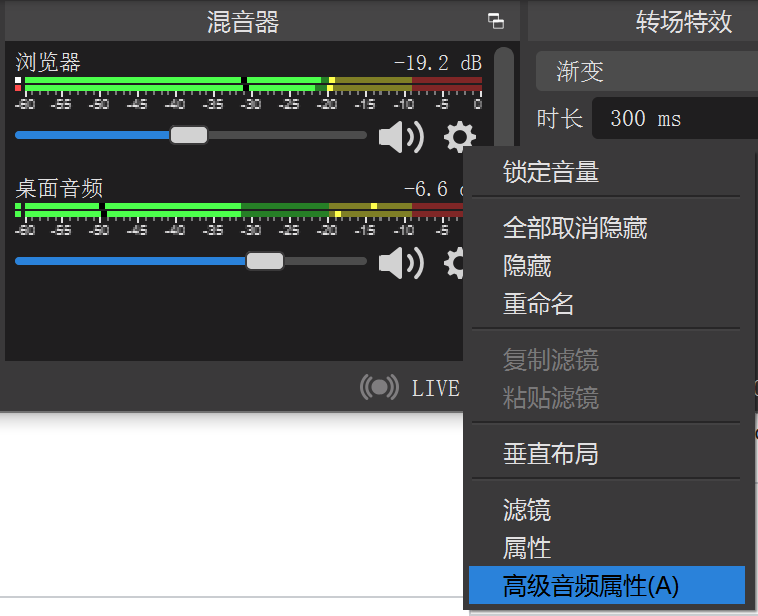 混音器
转场特效
浏览器
-19.2 dB
-60 -55 -50 -45 -40 -35 -30 -25 -20 -15 -10 -5 0
渐变
时长 300 ms
桌面音频
-6.6
-60 -55 -50 -45 -40 -35 -30 -25 -20 -15 -10 -5
LIVE
锁定音量
全部取消隐藏
隐藏
重命名
复制滤镜
粘贴滤镜
垂直布局
滤镜
属性
高级音频属性(A)